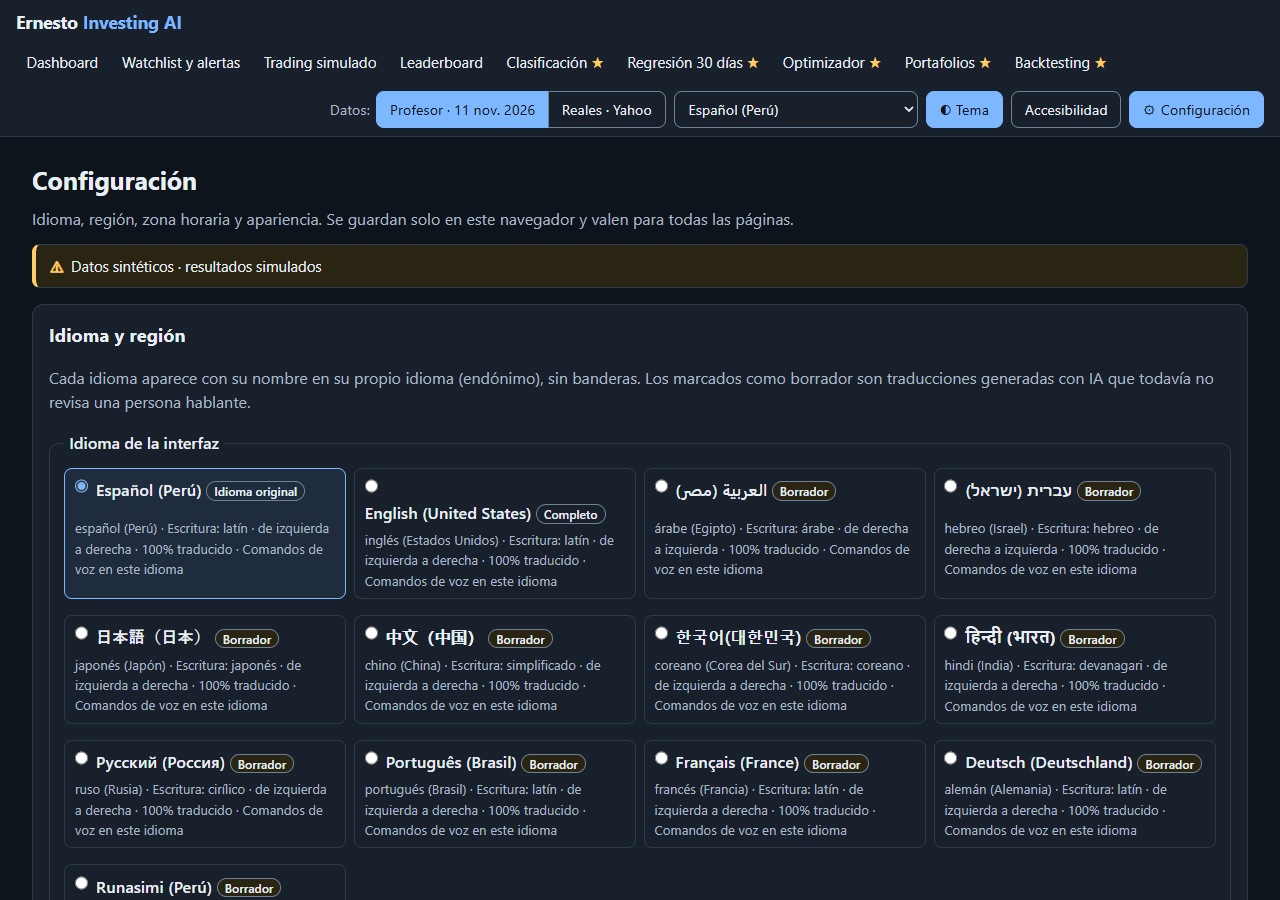 Ernesto Investing AI
Dashboard Watchlist y alertas Trading simulado Leaderboard Clasificación ★ Regresión 30 días ★ Optimizador ★ Portafolios ★ Backtesting ★
Datos: Profesor · 11 nov. 2026 Reales · Yahoo Español (Perú) ◐ Tema Accesibilidad ⚙ Configuración
Configuración
Idioma, región, zona horaria y apariencia. Se guardan solo en este navegador y valen para todas las páginas.
⚠ Datos sintéticos · resultados simulados
Idioma y región
Cada idioma aparece con su nombre en su propio idioma (endónimo), sin banderas. Los marcados como borrador son traducciones generadas con IA que todavía no
revisa una persona hablante.
Idioma de la interfaz
Español (Perú) Idioma original
español (Perú) · Escritura: latín · de izquierda
a derecha · 100% traducido · Comandos de
voz en este idioma
English (United States) Completo
inglés (Estados Unidos) · Escritura: latín · de
izquierda a derecha · 100% traducido ·
Comandos de voz en este idioma
العربية (مصر) Borrador
árabe (Egipto) · Escritura: árabe · de derecha
a izquierda · 100% traducido · Comandos de
voz en este idioma
עברית (ישראל) Borrador
hebreo (Israel) · Escritura: hebreo · de
derecha a izquierda · 100% traducido ·
Comandos de voz en este idioma
日本語（日本） Borrador
japonés (Japón) · Escritura: japonés · de
izquierda a derecha · 100% traducido ·
Comandos de voz en este idioma
中文（中国） Borrador
chino (China) · Escritura: simplificado · de
izquierda a derecha · 100% traducido ·
Comandos de voz en este idioma
한국어(대한민국) Borrador
coreano (Corea del Sur) · Escritura: coreano ·
de izquierda a derecha · 100% traducido ·
Comandos de voz en este idioma
हिन्दी (भारत) Borrador
hindi (India) · Escritura: devanagari · de
izquierda a derecha · 100% traducido ·
Comandos de voz en este idioma
Русский (Россия) Borrador
ruso (Rusia) · Escritura: cirílico · de izquierda
a derecha · 100% traducido · Comandos de
voz en este idioma
Português (Brasil) Borrador
portugués (Brasil) · Escritura: latín · de
izquierda a derecha · 100% traducido ·
Comandos de voz en este idioma
Français (France) Borrador
francés (Francia) · Escritura: latín · de
izquierda a derecha · 100% traducido ·
Comandos de voz en este idioma
Deutsch (Deutschland) Borrador
alemán (Alemania) · Escritura: latín · de
izquierda a derecha · 100% traducido ·
Comandos de voz en este idioma
Runasimi (Perú) Borrador